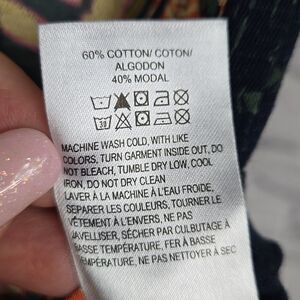 60% COTTON/ COTON/
ALGODON
40% MODAL
30
MACHINE WASH COLD, WITH LIKE
COLORS, TURN GARMENT INSIDE OUT, DO
NOT BLEACH, TUMBLE DRY LOW, COOL
IRON, DO NOT DRY CLEAN
LAVER À LA MACHINE À L'EAU FROIDE,
SEPARER LES COULEURS, TOURNER LE
VÊTEMENT À L'ENVERS, NE PAS
JAVELLISER, SÉCHER PAR CULBUTAGE À
BASSE TEMPÉRATURE, FER À BASSE
TEMPÉRATURE, NE PAS NETTOYER À SEC